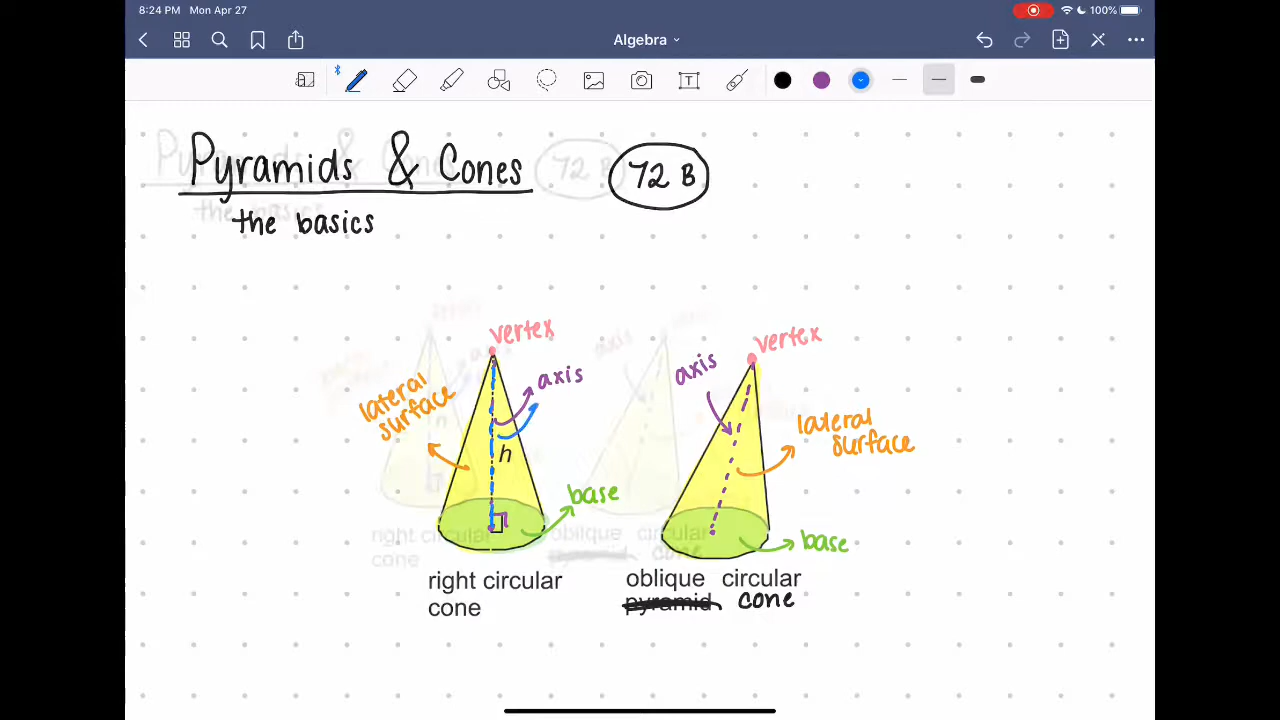 8:24 PM Mon Apr 27
100%
Algebra
T
Pyramids & Cones
72 B
the basics
vertex
vertex
axis
axis
lateral
surface
lateral
surface
h
base
base
right circular
cone
oblique circular
pyramid cone